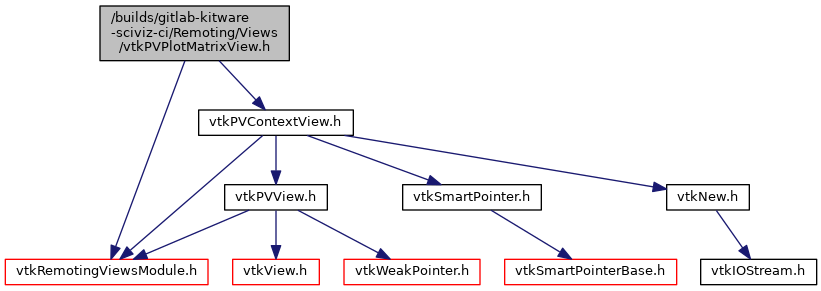 /builds/gitlab-kitware
-sciviz-ci/Remoting/Views
/vtkPVPlotMatrixView.h
vtkPVContextView.h
vtkPVView.h
vtkSmartPointer.h
vtkNew.h
vtkRemotingViewsModule.h
vtkView.h
vtkWeakPointer.h
vtkSmartPointerBase.h
vtkIOStream.h